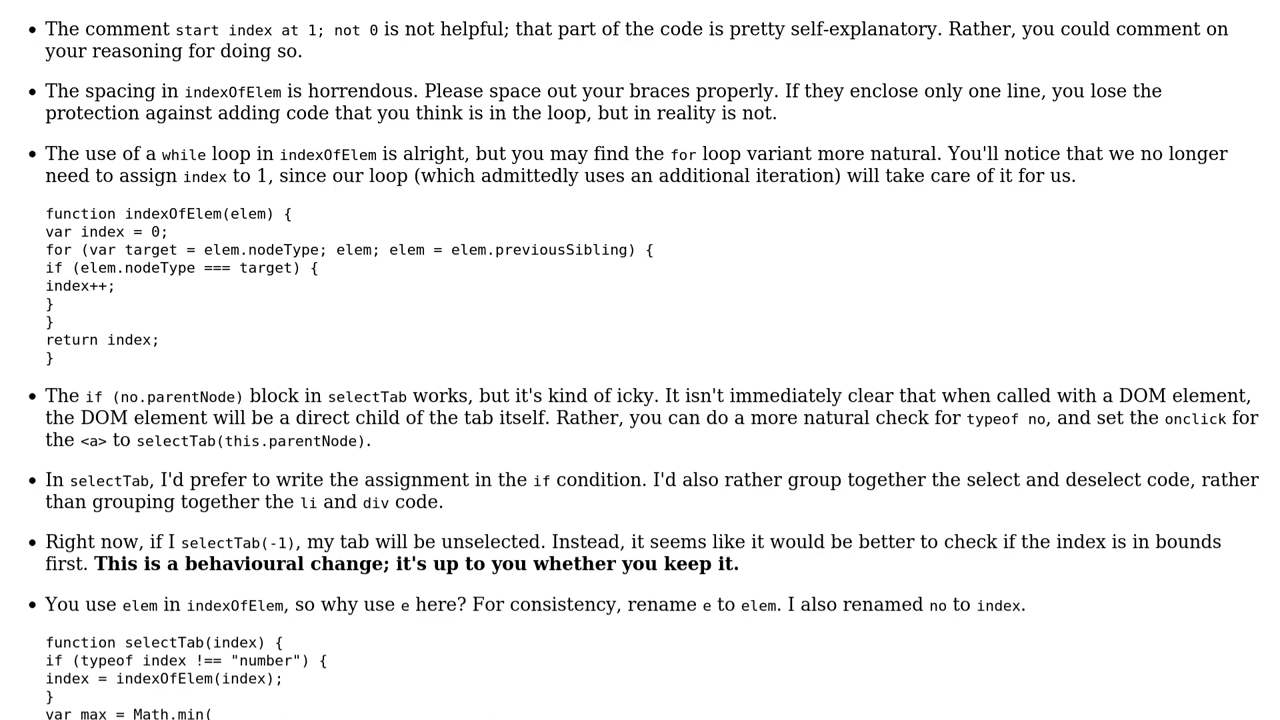 The comment start index at 1; not 0 is not helpful; that part of the code is pretty self-explanatory. Rather, you could comment on
your reasoning for doing so.
The spacing in indexOfElem is horrendous. Please space out your braces properly. If they enclose only one line, you lose the
protection against adding code that you think is in the loop, but in reality is not.
The use of a while loop in indexOfElem is alright, but you may find the for loop variant more natural. You'll notice that we no longer
need to assign index to 1, since our loop (which admittedly uses an additional iteration) will take care of it for us.
function indexOfElem(elem) {
var index = 0;
for (var target = elem.nodeType; elem; elem = elem.previousSibling) {
if (elem.nodeType === target) {
index++;
}
}
return index;
}
The if (no.parentNode) block in selectTab works, but it's kind of icky. It isn't immediately clear that when called with a DOM element,
the DOM element will be a direct child of the tab itself. Rather, you can do a more natural check for typeof no, and set the onclick for
the <a> to selectTab(this.parentNode).
In selectTab, I'd prefer to write the assignment in the if condition. I'd also rather group together the select and deselect code, rather
than grouping together the li and div code.
Right now, if I selectTab(-1), my tab will be unselected. Instead, it seems like it would be better to check if the index is in bounds
first. This is a behavioural change; it's up to you whether you keep it.
You use elem in indexOfElem, so why use e here? For consistency, rename e to elem. I also renamed no to index.
function selectTab(index) {
if (typeof index !== "number") {
index = indexOfElem(index);
}
var max = Math.min(